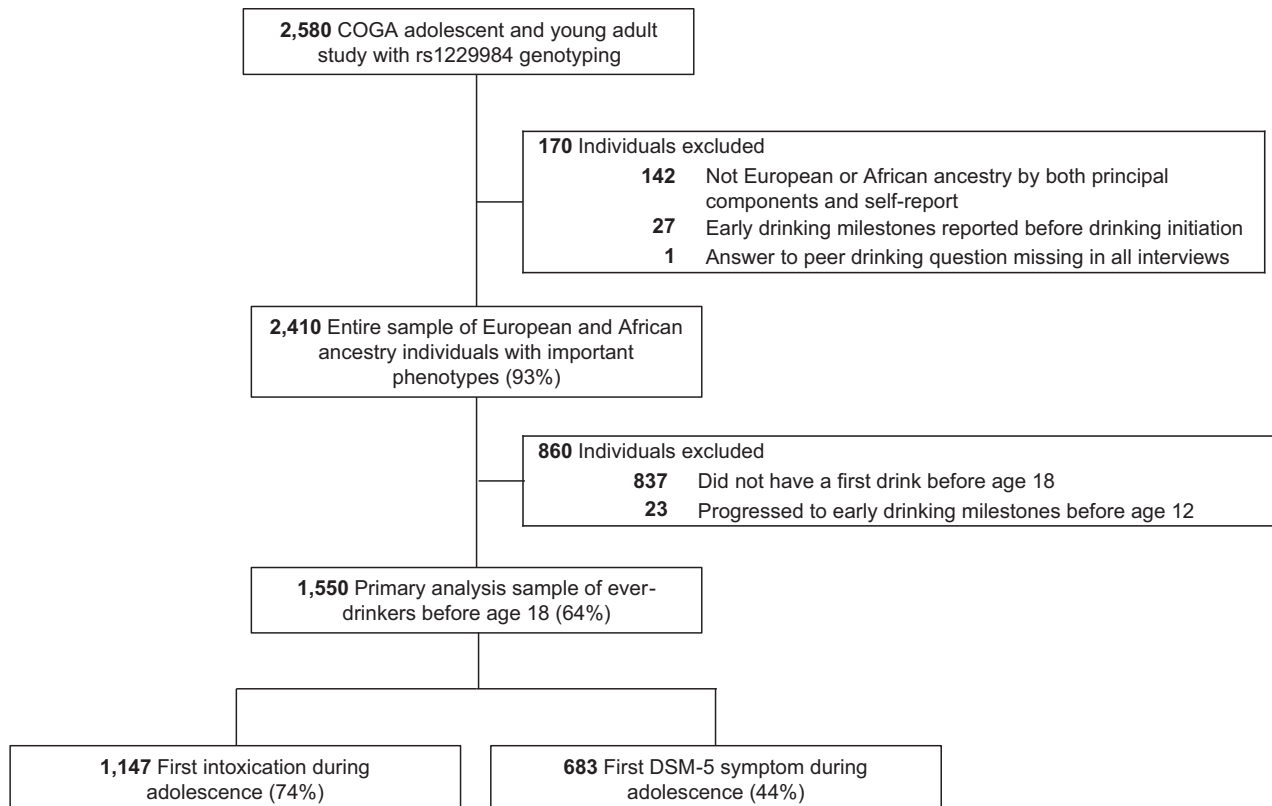 2,580 COGA adolescent and young adult
study with rs1229984 genotyping
170 Individuals excluded
142 Not European or African ancestry by both principal
components and self-report
27 Early drinking milestones reported before drinking initiation
1 Answer to peer drinking question missing in all interviews
2,410 Entire sample of European and African
ancestry individuals with important
phenotypes (93%)
860 Individuals excluded
837 Did not have a first drink before age 18
23 Progressed to early drinking milestones before age 12
1,550 Primary analysis sample of ever-
drinkers before age 18 (64%)
1,147 First intoxication during
adolescence (74%)
683 First DSM-5 symptom during
adolescence (44%)